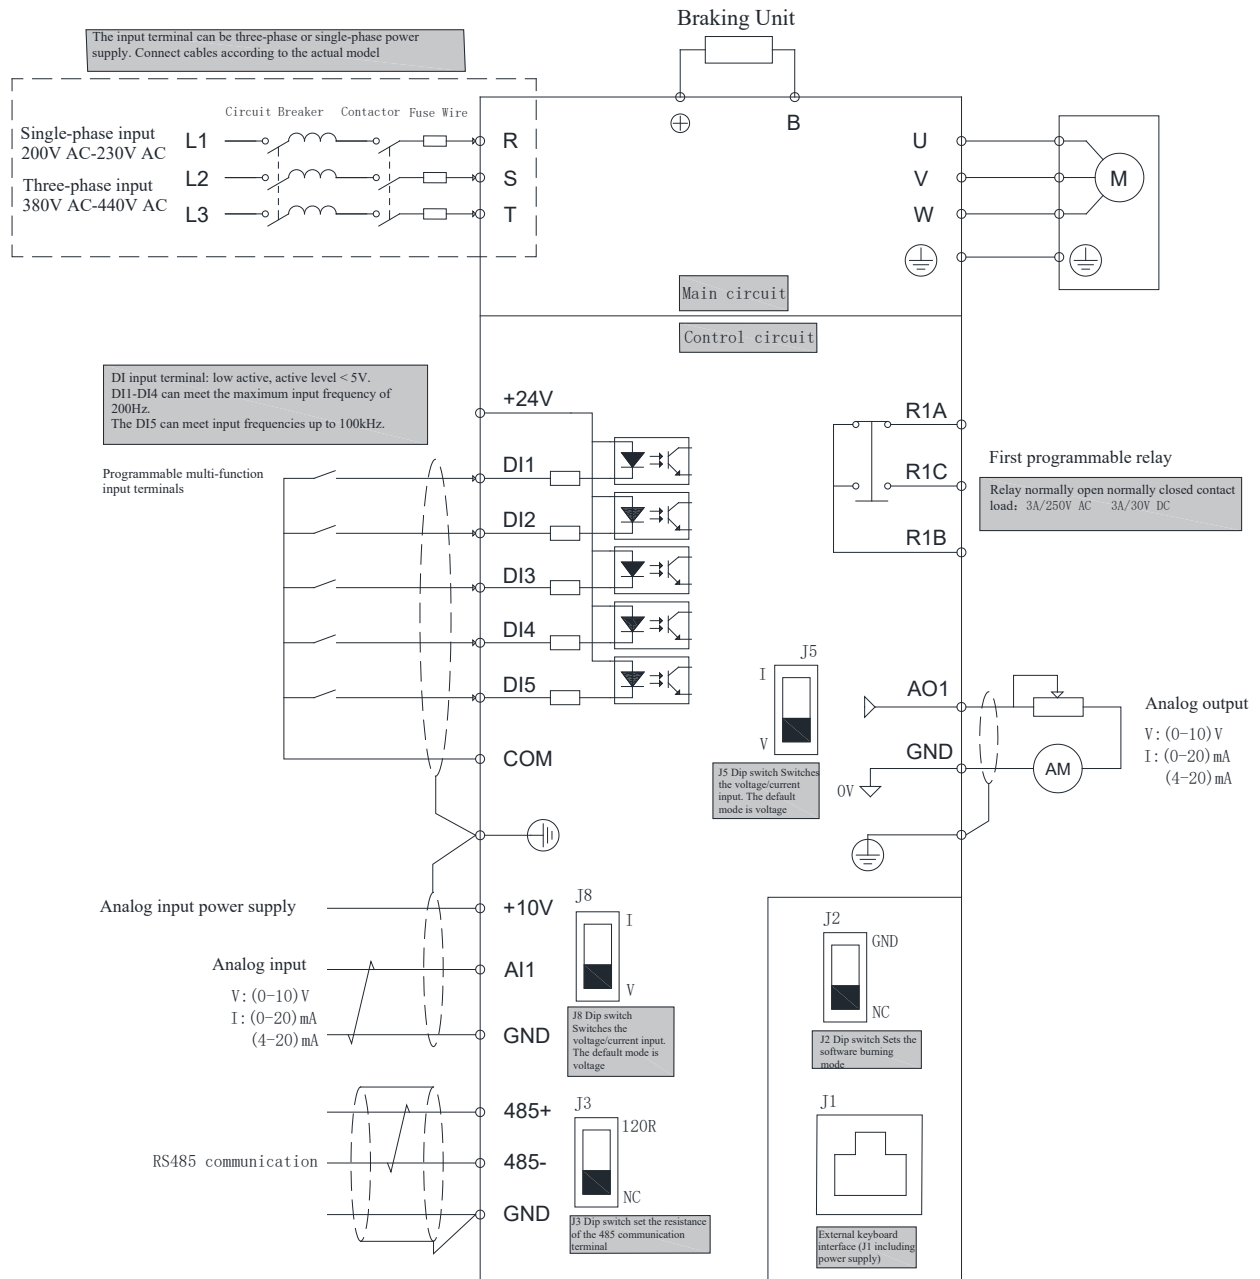 Braking Unit
The input terminal can be three-phase or single-phase power
supply. Connect cables according to the actual model
Circuit Breaker Contactor Fuse Wire
⊕ B
Single-phase input
200V AC-230V AC
Three-phase input
380V AC-440V AC
L1 R
L2 S
L3 T
U
V M
W
Main circuit
Control circuit
DI input terminal: low active, active level < 5V.
DI1-DI4 can meet the maximum input frequency of
200Hz.
The DI5 can meet input frequencies up to 100kHz.
Programmable multi-function
input terminals
+24V
DI1
DI2
DI3
DI4
DI5
COM
R1A
R1C
R1B
First programmable relay
Relay normally open normally closed contact
load: 3A/250V AC 3A/30V DC
J5
I
V
J5 Dip switch Switches
the voltage/current
input. The default
mode is voltage
AO1
GND
0V
AM
Analog output
V:(0-10)V
I:(0-20)mA
(4-20)mA
Analog input power supply
+10V
Analog input
V:(0-10)V
I:(0-20)mA
(4-20)mA
AI1
GND
J8
I
V
J8 Dip switch
Switches the
voltage/current input.
The default mode is
voltage
J2
GND
NC
J2 Dip switch Sets the
software burning
mode
RS485 communication
485+
485-
GND
J3
120R
NC
J3 Dip switch set the resistance
of the 485 communication
terminal
J1
External keyboard
interface (J1 including
power supply)